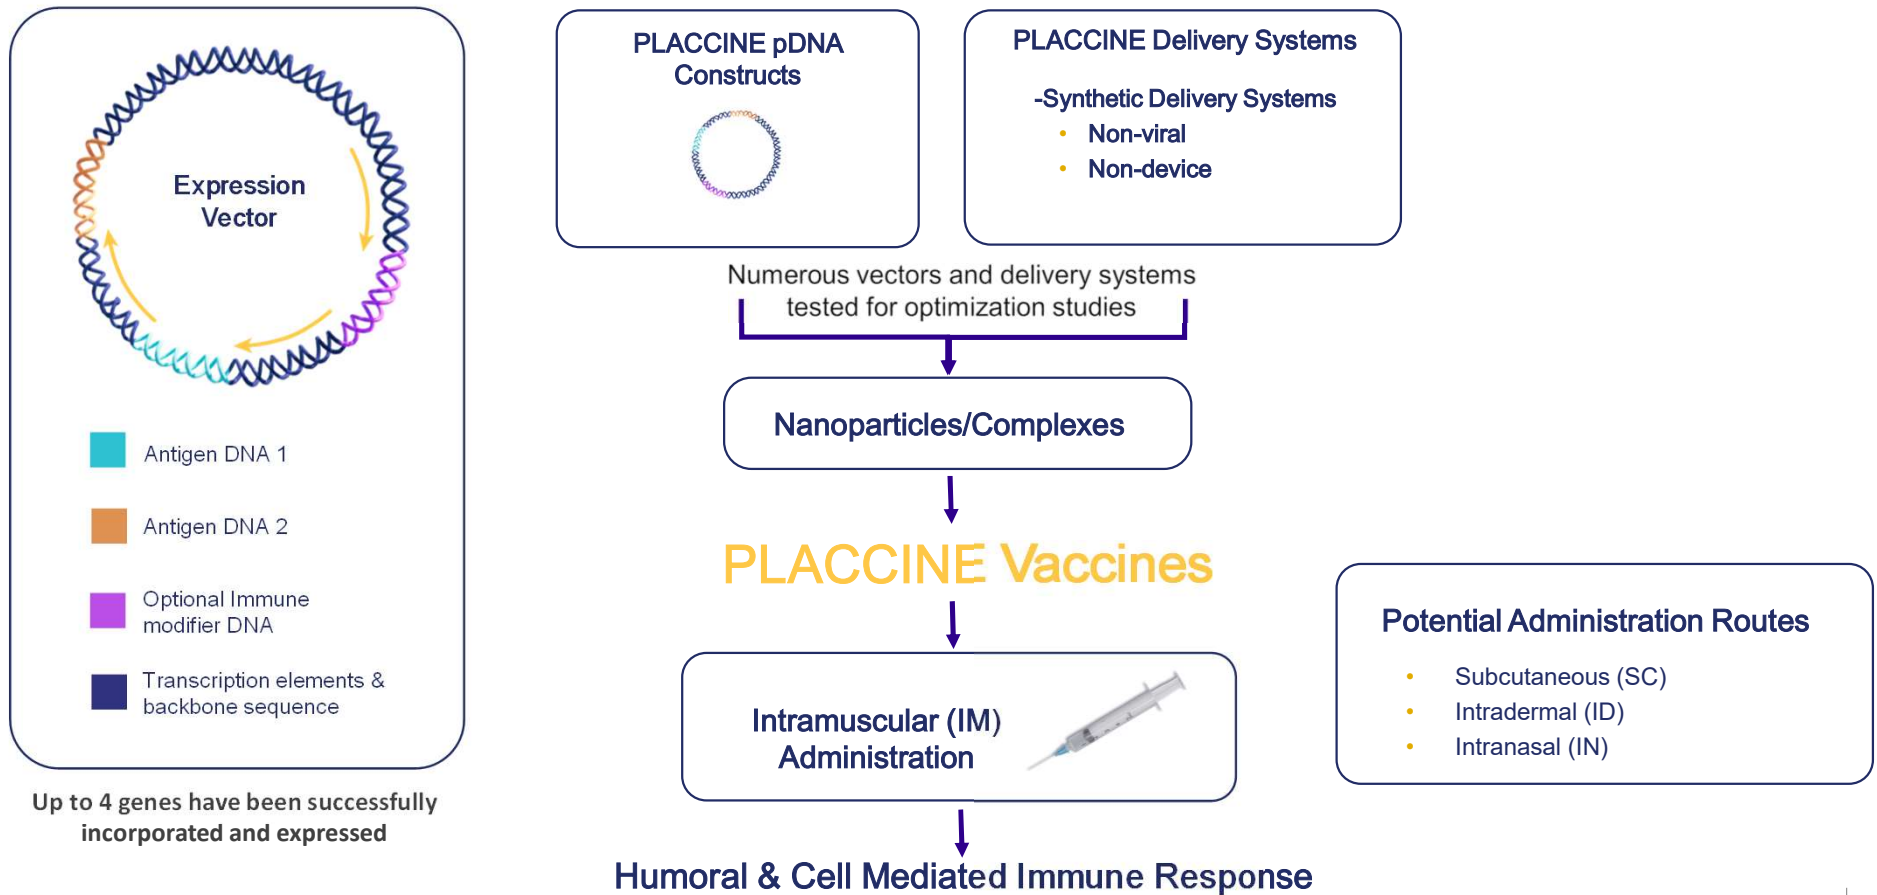 Expression
Vector
Antigen DNA 1
Antigen DNA 2
Optional Immune
modifier DNA
Transcription elements &
backbone sequence
Up to 4 genes have been successfully
incorporated and expressed
PLACCINE pDNA
Constructs
PLACCINE Delivery Systems
-Synthetic Delivery Systems
• Non-viral
• Non-device
Numerous vectors and delivery systems
tested for optimization studies
Nanoparticles/Complexes
PLACCINE Vaccines
Intramuscular (IM)
Administration
Humoral & Cell Mediated Immune Response
Potential Administration Routes
• Subcutaneous (SC)
• Intradermal (ID)
• Intranasal (IN)